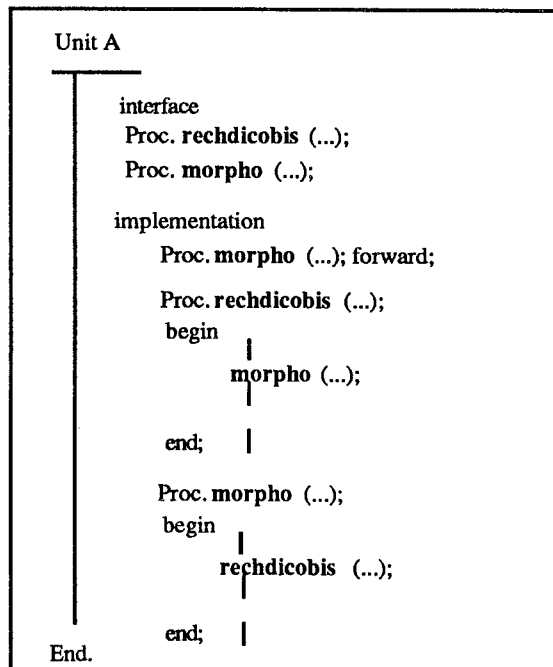 Unit A
interface
Proc. rechdicobis (...);
Proc. morpho (...);
implementation
Proc. morpho (...); forward;
Proc. rechdicobis (...);
begin
morpho (...);
end;
Proc. morpho (...);
begin
rechdicobis (...);
end;
End.